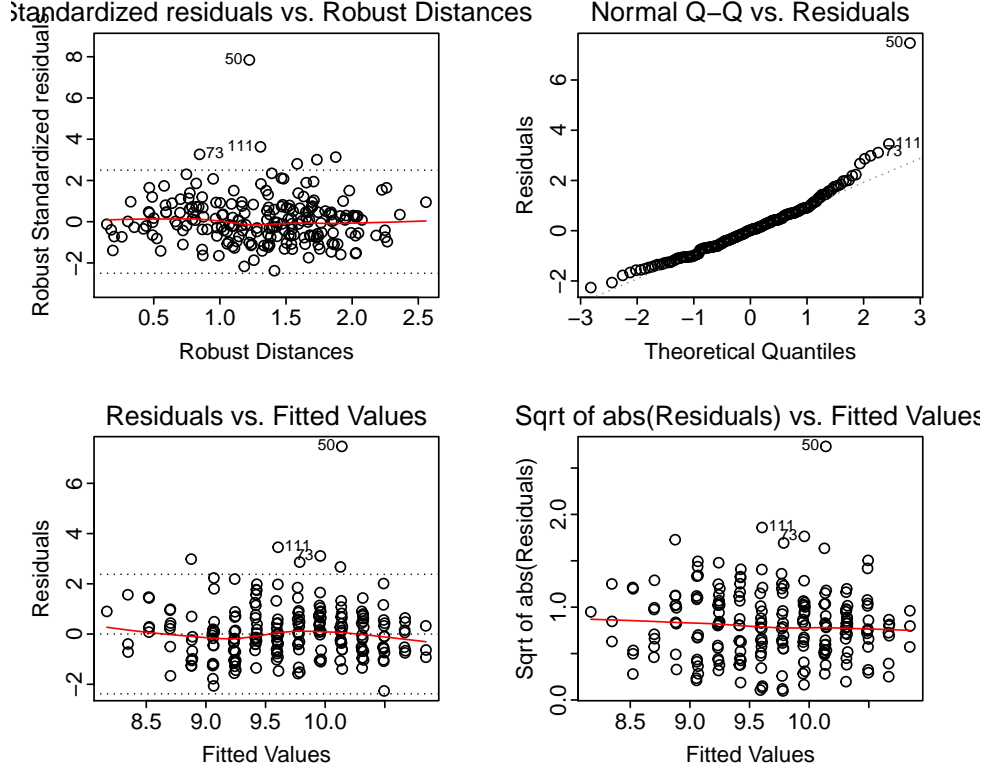 Standardized residuals vs. Robust Distances
Robust Standardized residuals
8
6
4
2
0
−2
50
73
111
0.5 1.0 1.5 2.0 2.5
Robust Distances
Normal Q−Q vs. Residuals
Residuals
6
4
2
0
−2
50
111
73
−3 −2 −1 0 1 2 3
Theoretical Quantiles
Residuals vs. Fitted Values
Residuals
6
4
2
0
−2
50
111
73
8.5 9.0 9.5 10.0
Fitted Values
Sqrt of abs(Residuals) vs. Fitted Values
Sqrt of abs(Residuals)
2.0
1.0
0.0
50
111
73
8.5 9.0 9.5 10.0
Fitted Values